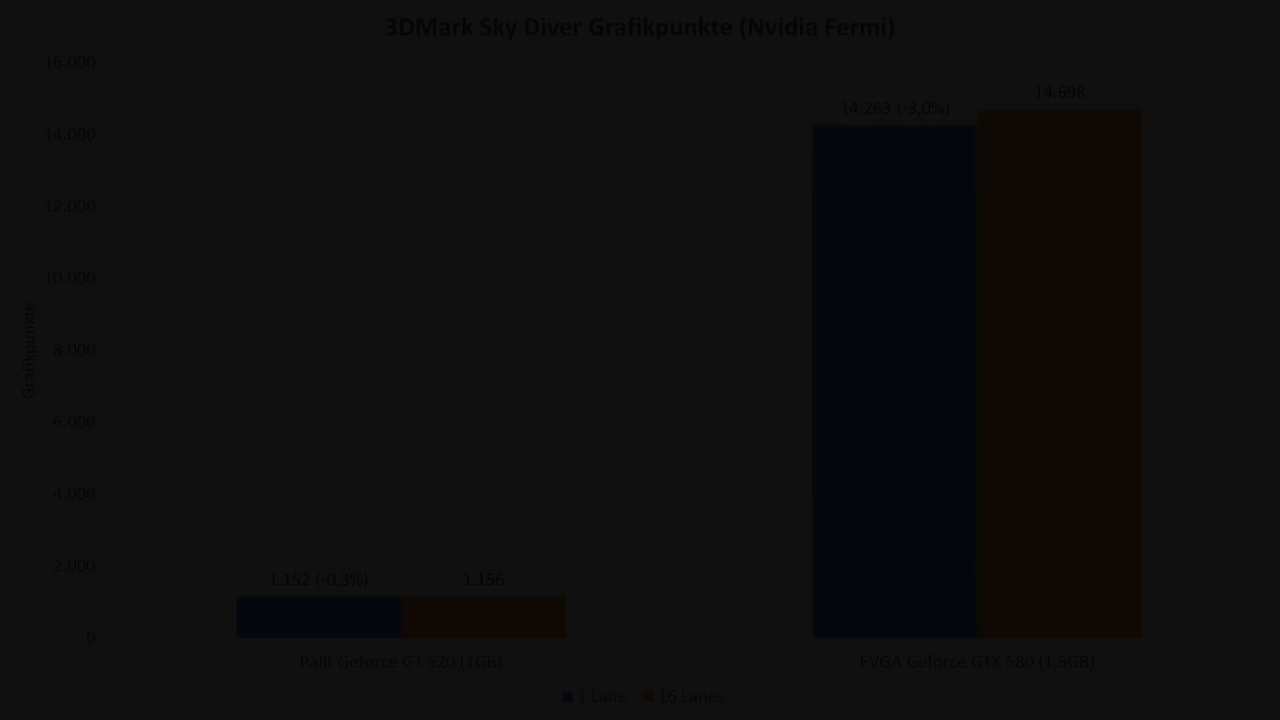 3DMark Sky Diver Grafikpunkte (Nvidia Fermi)
16.000
14.000
12.000
10.000
8.000
6.000
4.000
2.000
0
Grafikpunkte
1.152 (-0,3%)
1.156
14.263 (-3,0%)
14.698
Palit Geforce GT 520 (1GB)
EVGA Geforce GTX 580 (1,5GB)
1 Lane
16 Lanes